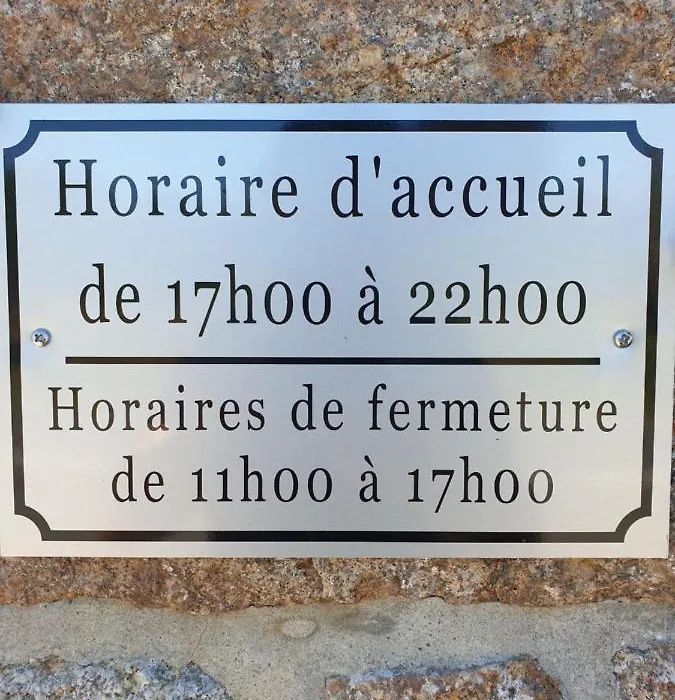 Horaire d'accueil
de 17h00 à 22h00
Horaires de fermeture
de 11h00 à 17h00